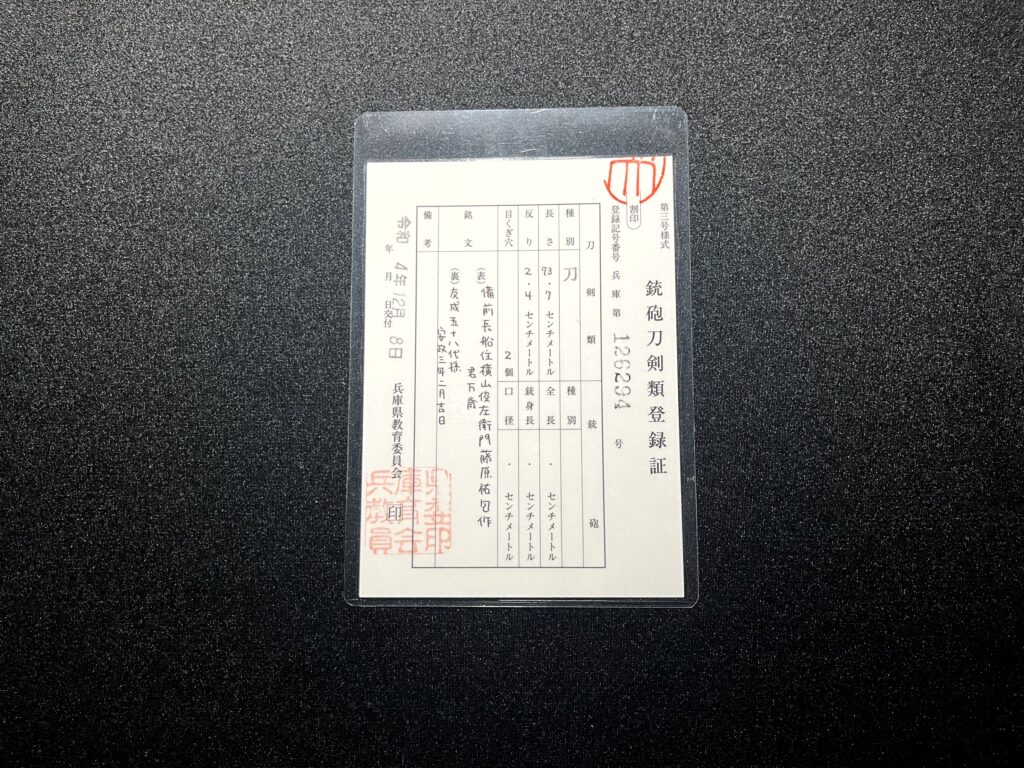 第三号様式
銃砲刀剣類登録証
割印
登録記号番号 兵庫 第 126294 号
刀剣類
銃砲
種別 刀
種別
長さ 93.7 センチメートル
全長 . センチメートル
反り 2.4 センチメートル
銃身長 . センチメートル
目くぎ穴 2 個
口径 . センチメートル
銘文
(表) 備前長船住横山俊左衛門藤原祐包作
君万歳
(裏) 友成五十八代孫
安政三年二月吉日
備考
令和 4年 12月 8日
年 月 日交付
兵庫県教育委員会 印